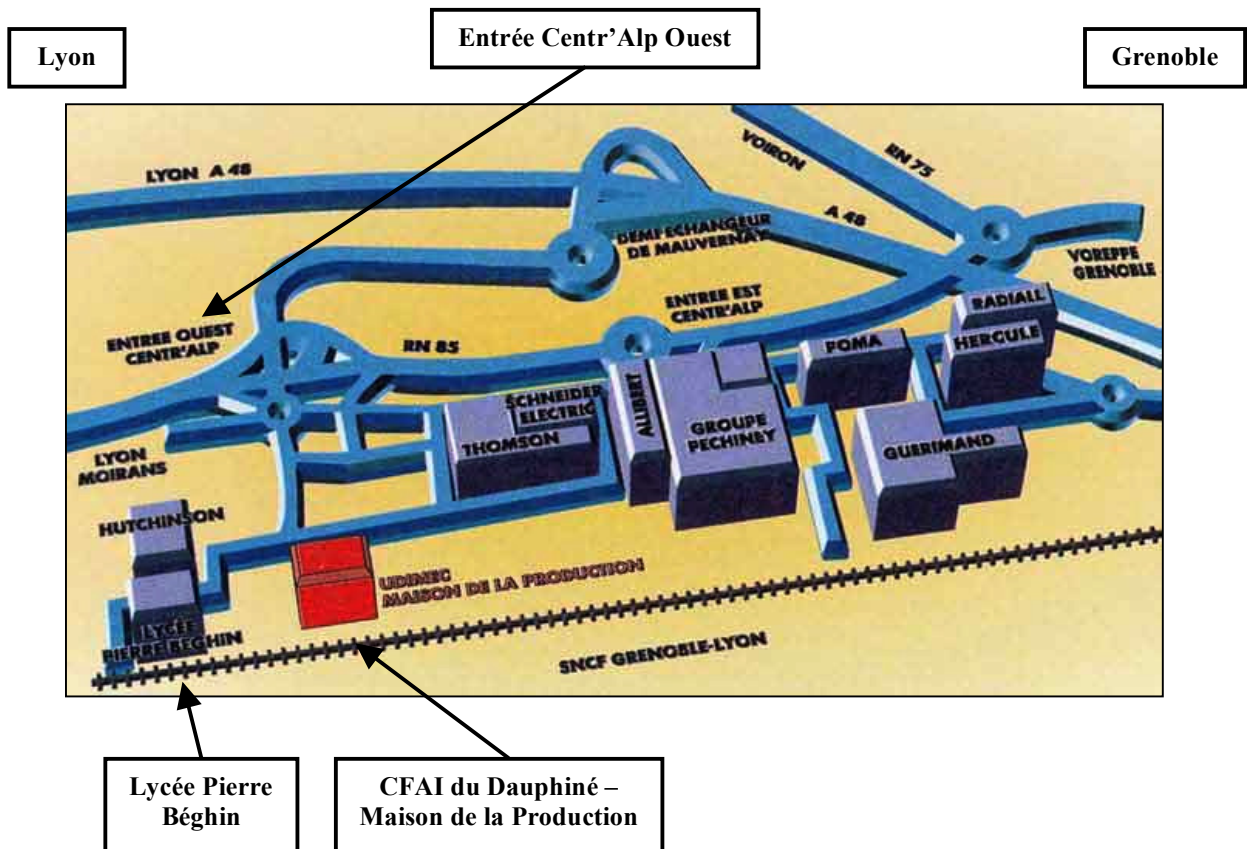 Entrée Centr’Alp Ouest
Lyon
Grenoble
LYON A 48
VOIRON
RN 75
A 48
DEMI ECHANGEUR
DE MAUVERNAY
VOREPPE
GRENOBLE
ENTREE OUEST
CENTR'ALP
ENTREE EST
CENTR'ALP
RN 85
RADIALL
HERCULE
POMA
SCHNEIDER
ELECTRIC
THOMSON
ALLIBERT
GROUPE
PECHINEY
GUERIMAND
LYON
MOIRANS
HUTCHINSON
UDIMEC
MAISON DE LA PRODUCTION
LYCÉE
PIERRE BEGHIN
SNCF GRENOBLE-LYON
Lycée Pierre
Béghin
CFAI du Dauphiné –
Maison de la Production